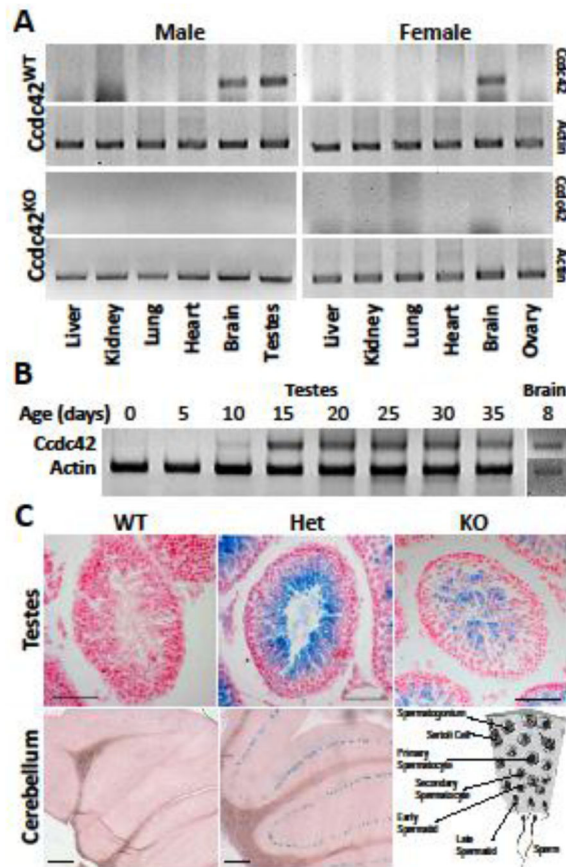 A
Male Female
Ccdc42WT
Ccdc42
Actin
Ccdc42KO
Ccdc42
Actin
Liver Kidney Lung Heart Brain Testes Liver Kidney Lung Heart Brain Ovary
B
Testes Brain
Age (days) 0 5 10 15 20 25 30 35 8
Ccdc42
Actin
C
WT Het KO
Testes
Cerebellum
Spermatogonium
Sertoli Cell
Primary
Spermatocyte
Secondary
Spermatocyte
Early
Spermatid
Late
Spermatid
Sperm